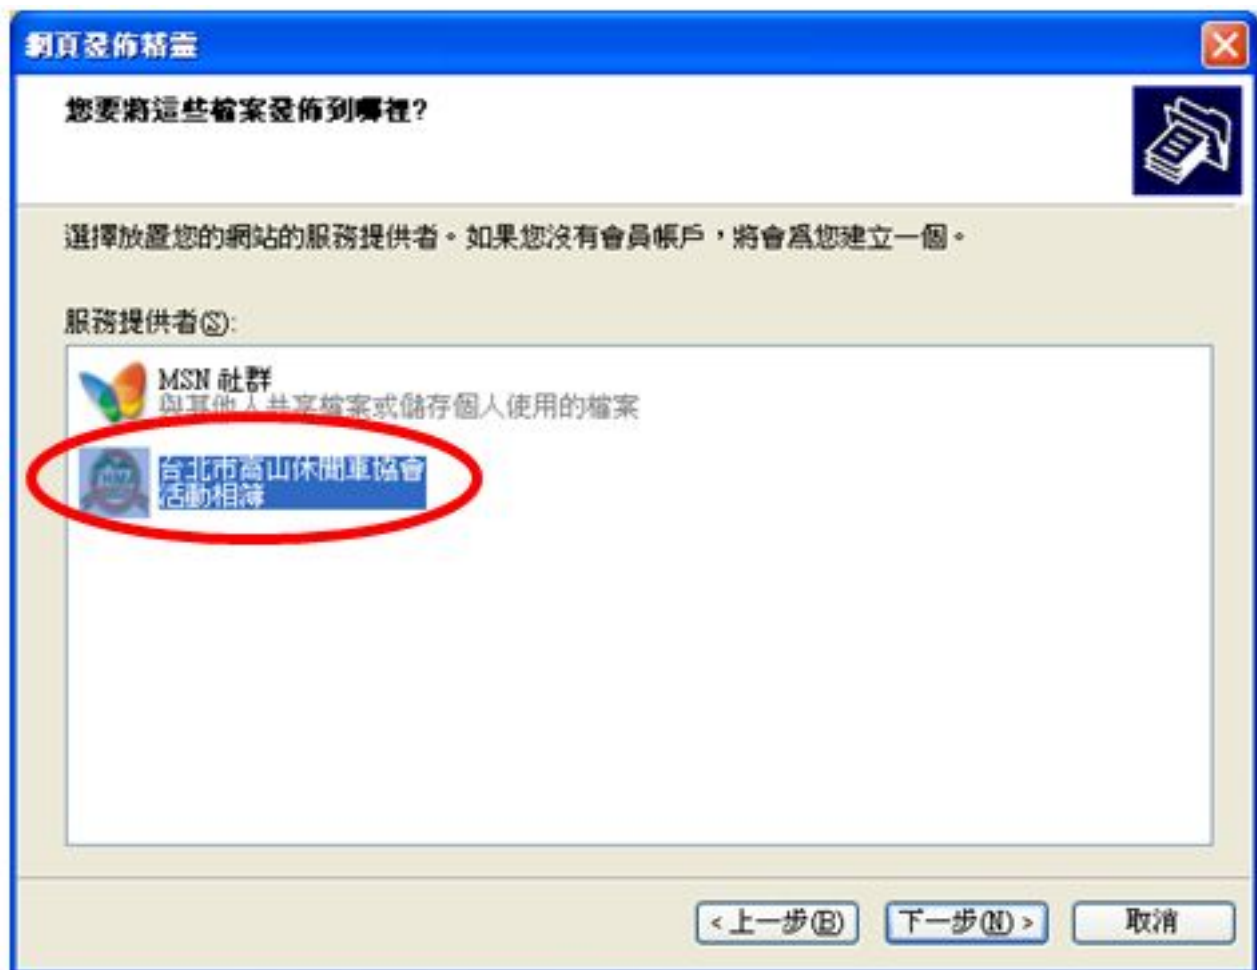 網頁發佈精靈
您要將這些檔案發佈到哪裡?
選擇放置您的網站的服務提供者。如果您沒有會員帳戶，將會為您建立一個。
服務提供者(S):
MSN 社群
與其他人共享檔案或儲存個人使用的檔案
台北市高山休閒車協會
活動相簿
<上一步(B)
下一步(N)>
取消